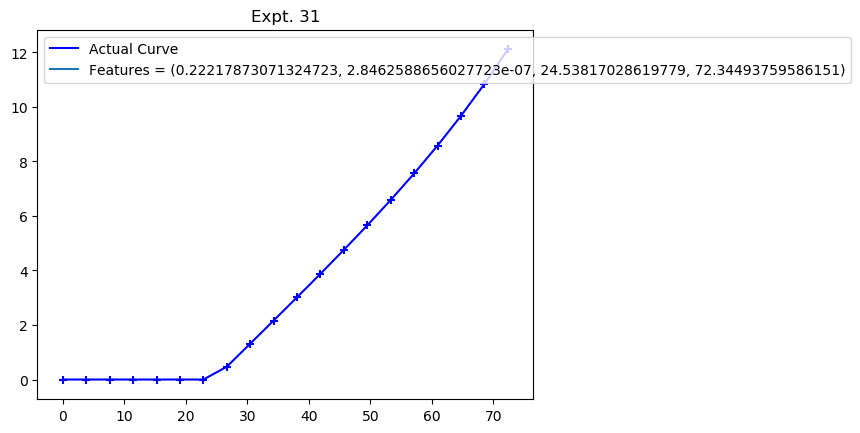 Expt. 31
Actual Curve
Features = (0.22217873071324723, 2.8462588656027723e-07, 24.53817028619779, 72.34493759586151)
12
10
8
6
4
2
0
0 10 20 30 40 50 60 70